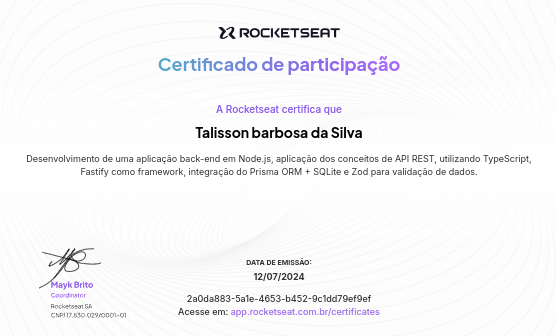 ROCKETSEAT
Certificado de participação
A Rocketseat certifica que
Talisson barbosa da Silva
Desenvolvimento de uma aplicação back-end em Node.js, aplicação dos conceitos de API REST, utilizando TypeScript,
Fastify como framework, integração do Prisma ORM + SQLite e Zod para validação de dados.
Mayk Brito
Coordinator
Rocketseat SA
CNPJ 17.830.029/0001-01
DATA DE EMISSÃO:
12/07/2024
2a0da883-5a1e-4653-b452-9c1dd79ef9ef
Acesse em: app.rocketseat.com.br/certificates